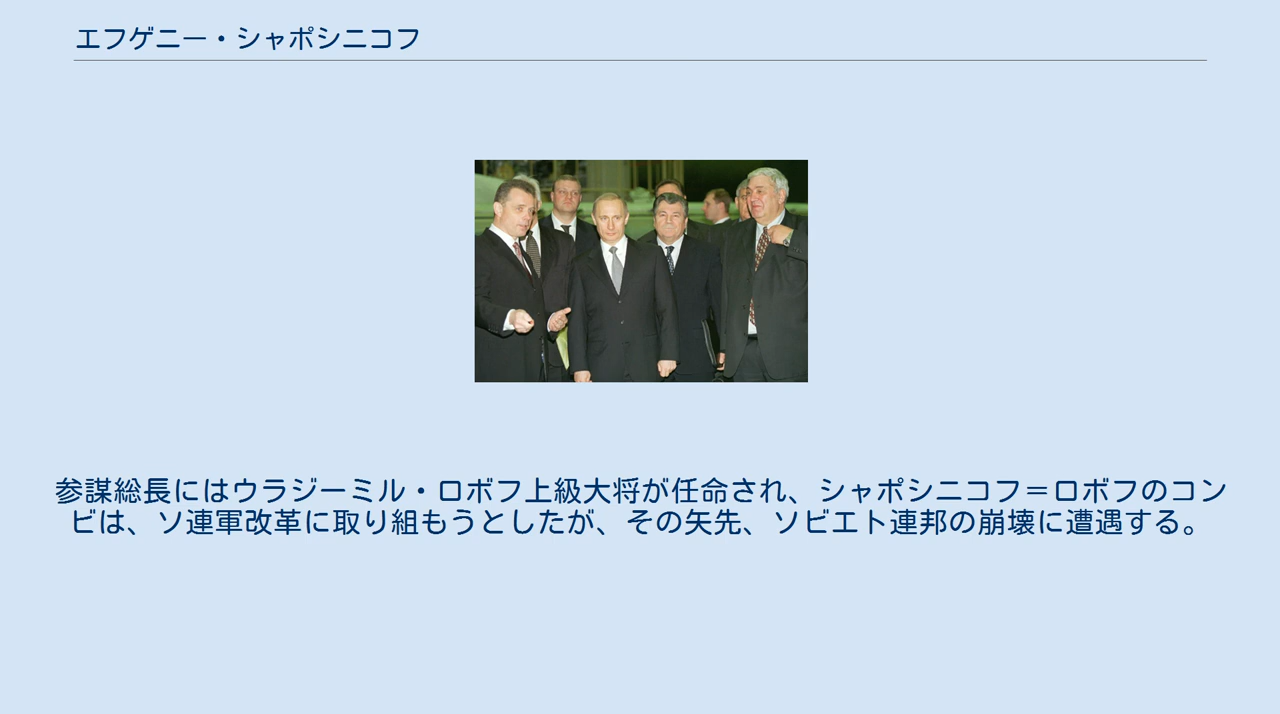 エフゲニー・シャポシニコフ
参謀総長にはウラジーミル・ロボフ上級大将が任命され、シャポシニコフ＝ロボフのコン
ビは、ソ連軍改革に取り組もうとしたが、その矢先、ソビエト連邦の崩壊に遭遇する。